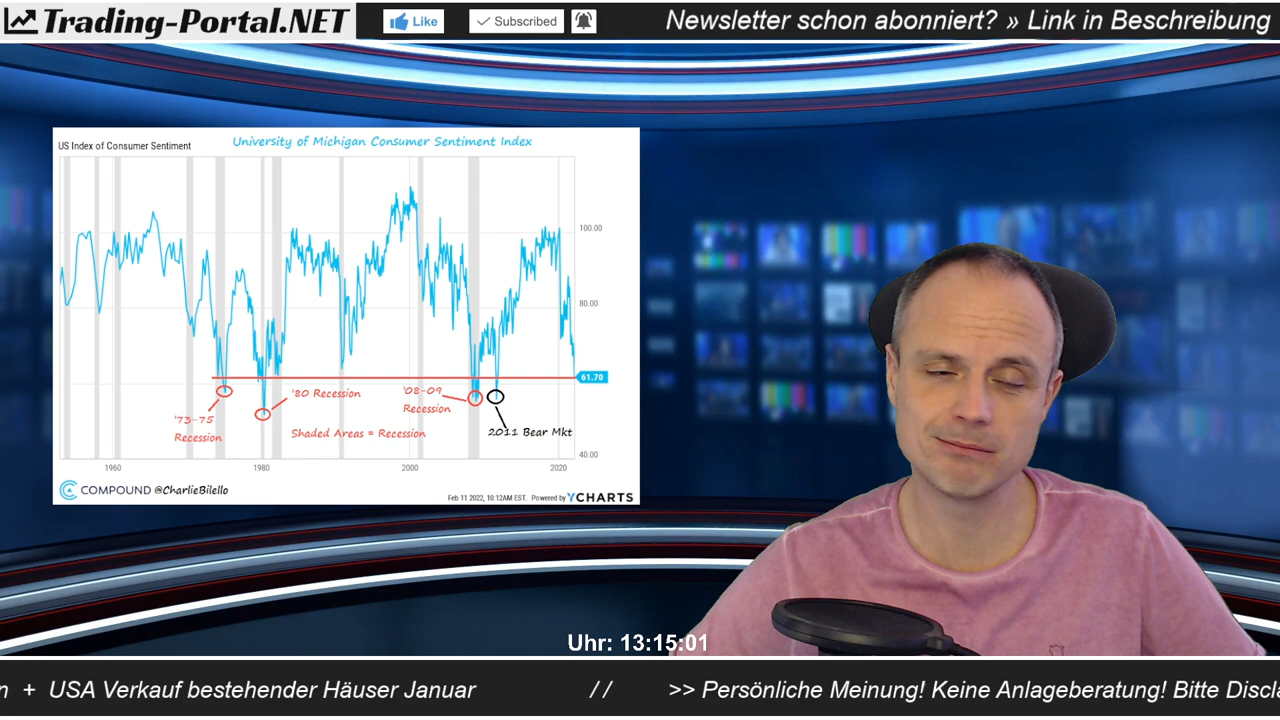 Trading-Portal.NET
Like
Subscribed
Newsletter schon abonniert? » Link in Beschreibung
US Index of Consumer Sentiment
University of Michigan Consumer Sentiment Index
100.00
80.00
61.70
'73-75
Recession
'80 Recession
'08-09
Recession
Shaded Areas = Recession
2011 Bear Mkt
40.00
1960
1980
2000
2020
COMPOUND @CharlieBilello
Feb 11 2022, 10:12AM EST. Powered by YCHARTS
Uhr: 13:15:01
n + USA Verkauf bestehender Häuser Januar // >> Persönliche Meinung! Keine Anlageberatung! Bitte Discla